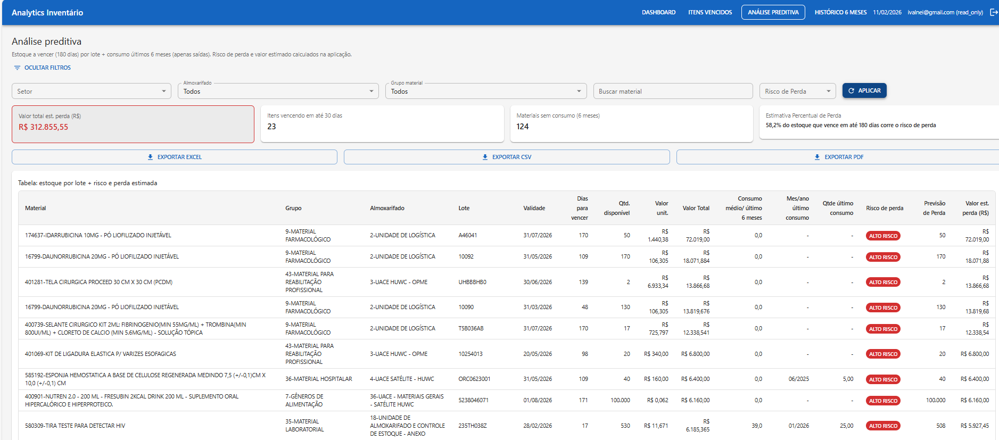 Analytics Inventário
DASHBOARD ITENS VENCIDOS ANÁLISE PREDITIVA HISTÓRICO 6 MESES 11/02/2026 ivalnei@gmail.com (read_only)
Análise preditiva
Estoque a vencer (180 dias) por lote + consumo últimos 6 meses (apenas saídas). Risco de perda e valor estimado calculados na aplicação.
OCULTAR FILTROS
Setor
Almoxarifado
Todos
Grupo material
Todos
Buscar material
Risco de Perda
APLICAR
Valor total est. perda (R$)
R$ 312.855,55
Itens vencendo em até 30 dias
23
Materiais sem consumo (6 meses)
124
Estimativa Percentual de Perda
58,2% do estoque que vence em até 180 dias corre o risco de perda
EXPORTAR EXCEL
EXPORTAR CSV
EXPORTAR PDF
Tabela: estoque por lote + risco e perda estimada
Material
Grupo
Almoxarifado
Lote
Validade
Dias
para
vencer
Qtd.
disponível
Valor
unit.
Valor Total
Consumo
médio/ último
6 meses
Mes/ano
último
consumo
Qtde último
consumo
Risco de perda
Previsão
de Perda
Valor est.
perda (R$)
174637-IDARRUBICINA 10MG - PÓ LIOFILIZADO INJETÁVEL
9-MATERIAL
FARMACOLÓGICO
2-UNIDADE DE LOGÍSTICA
A46041
31/07/2026
170
50
R$
1.440,38
R$
72.019,00
0,0
-
-
ALTO RISCO
50
R$
72.019,00
16799-DAUNORRUBICINA 20MG - PÓ LIOFILIZADO INJETÁVEL
9-MATERIAL
FARMACOLÓGICO
2-UNIDADE DE LOGÍSTICA
10092
31/05/2026
109
170
R$
106,305
R$
18.071,884
0,0
-
-
ALTO RISCO
170
R$
18.071,88
401281-TELA CIRURGICA PROCEED 30 CM X 30 CM (PCDM)
43-MATERIAL PARA
REABILITAÇÃO
PROFISSIONAL
3-UACE HUWC - OPME
UHBBBHB0
30/06/2026
139
2
R$
6.933,34
R$
13.866,68
0,0
-
-
ALTO RISCO
2
R$
13.866,68
16799-DAUNORRUBICINA 20MG - PÓ LIOFILIZADO INJETÁVEL
9-MATERIAL
FARMACOLÓGICO
2-UNIDADE DE LOGÍSTICA
10090
31/03/2026
48
130
R$
106,305
R$
13.819,676
0,0
-
-
ALTO RISCO
130
R$
13.819,68
400739-SELANTE CIRURGICO KIT 2ML: FIBRINOGENIO(MIN 55MG/ML) + TROMBINA(MIN
800UI/ML) + CLORETO DE CALCIO (MIN 5.6MG/ML) - SOLUÇÃO TÓPICA
9-MATERIAL
FARMACOLÓGICO
2-UNIDADE DE LOGÍSTICA
T5B036AB
31/07/2026
170
17
R$
725,797
R$
12.338,541
0,0
-
-
ALTO RISCO
17
R$
12.338,54
401069-KIT DE LIGADURA ELASTICA P/ VARIZES ESOFAGICAS
43-MATERIAL PARA
REABILITAÇÃO
PROFISSIONAL
3-UACE HUWC - OPME
10254013
20/05/2026
98
20
R$ 340,00
R$ 6.800,00
0,0
-
-
ALTO RISCO
20
R$ 6.800,00
585192-ESPONJA HEMOSTATICA A BASE DE CELULOSE REGENERADA MEDINDO 7,5 (+/-0,1)CM X
10,0 (+/-0,1) CM
36-MATERIAL HOSPITALAR
4-UACE SATÉLITE - HUWC
ORC0623001
31/05/2026
109
40
R$ 160,00
R$ 6.400,00
0,0
06/2025
5,00
ALTO RISCO
40
R$ 6.400,00
400901-NUTREN 2.0 - 200 ML - FRESUBIN 2KCAL DRINK 200 ML - SUPLEMENTO ORAL
HIPERCALÓRICO E HIPERPROTEICO.
7-GÊNEROS DE
ALIMENTAÇÃO
36-UACE - MATERIAIS GERAIS
- SATÉLITE HUWC
5238046071
01/08/2026
171
100.000
R$ 0,062
R$ 6.160,00
0,0
-
-
ALTO RISCO
100.000
R$ 6.160,00
580309-TIRA TESTE PARA DETECTAR HIV
35-MATERIAL
LABORATORIAL
18-UNIDADE DE
ALMOXARIFADO E CONTROLE
DE ESTOQUE - ANEXO
235TH038Z
28/02/2026
17
530
R$ 11,671
R$
6.185,365
39,0
01/2026
25,00
ALTO RISCO
508
R$ 5.927,45